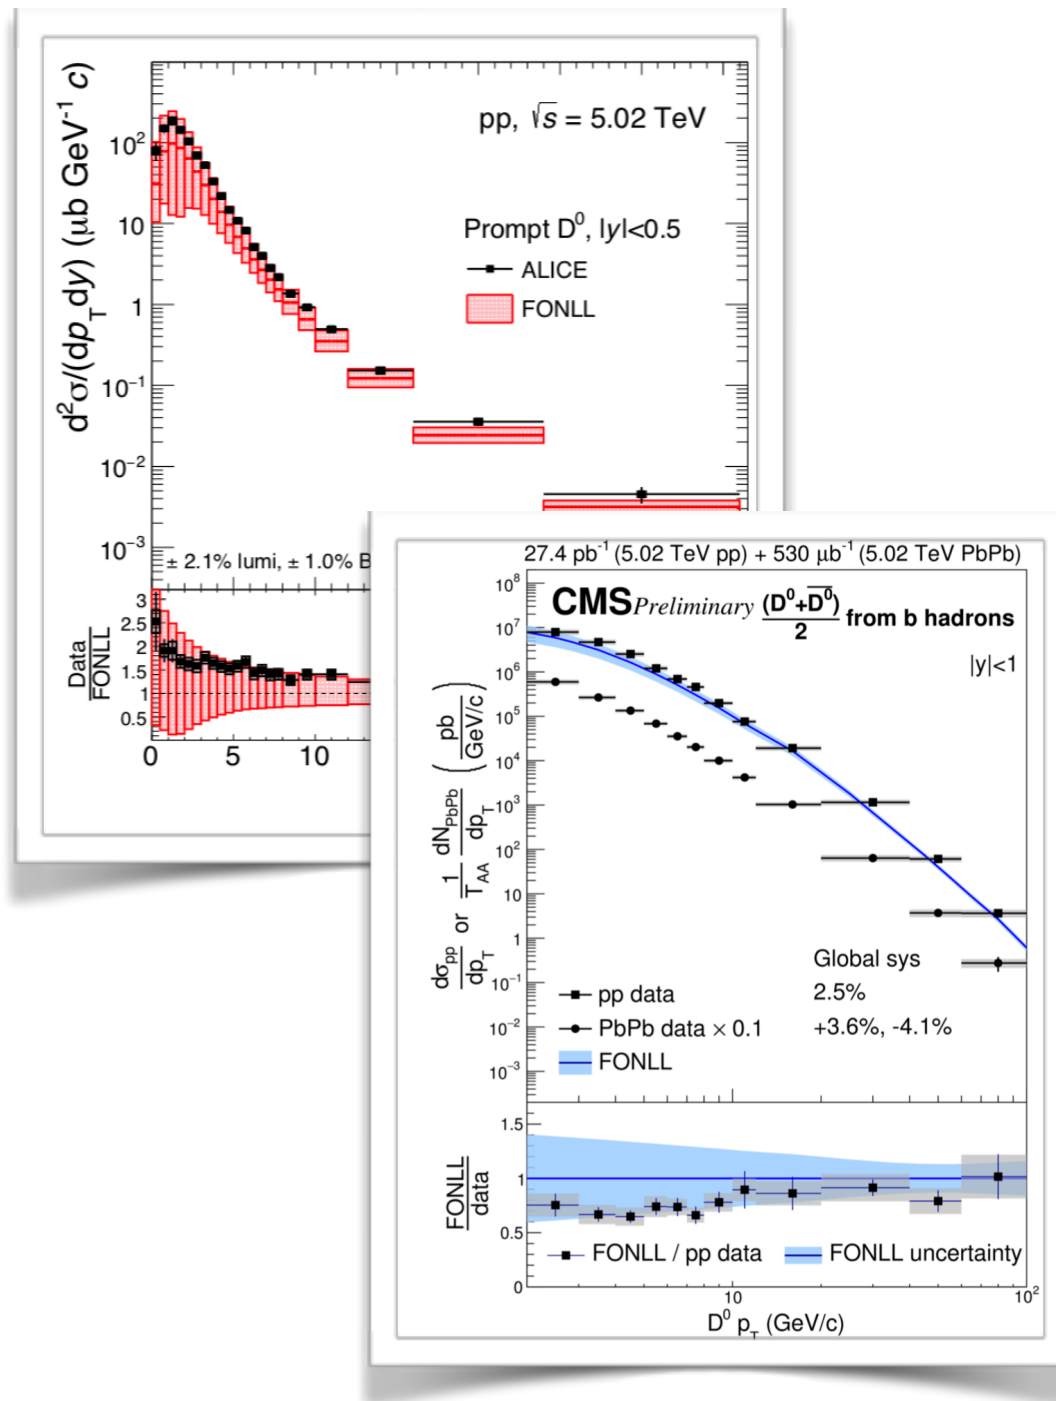 d²σ/(dp_T dy) (μb GeV⁻¹ c)
pp, √s = 5.02 TeV
Prompt D⁰, |y|<0.5
ALICE
FONLL
10²
10
1
10⁻¹
10⁻²
10⁻³
± 2.1% lumi, ± 1.0% B
Data
FONLL
3
2.5
2
1.5
1
0.5
0 5 10
27.4 pb⁻¹ (5.02 TeV pp) + 530 μb⁻¹ (5.02 TeV PbPb)
CMS Preliminary (D⁰+D̅⁰)/2 from b hadrons
|y|<1
dσ_pp/dp_T or 1/T_AA dN_PbPb/dp_T (pb/GeV/c)
10⁸
10⁷
10⁶
10⁵
10⁴
10³
10²
10
1
10⁻¹
10⁻²
10⁻³
Global sys
pp data 2.5%
PbPb data × 0.1 +3.6%, -4.1%
FONLL
FONLL
data
1.5
1
0.5
0
FONLL / pp data FONLL uncertainty
10 10²
D⁰ p_T (GeV/c)